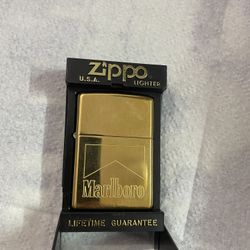 Zippo
U.S.A. LIGHTER
Marlboro
LIFETIME GUARANTEE